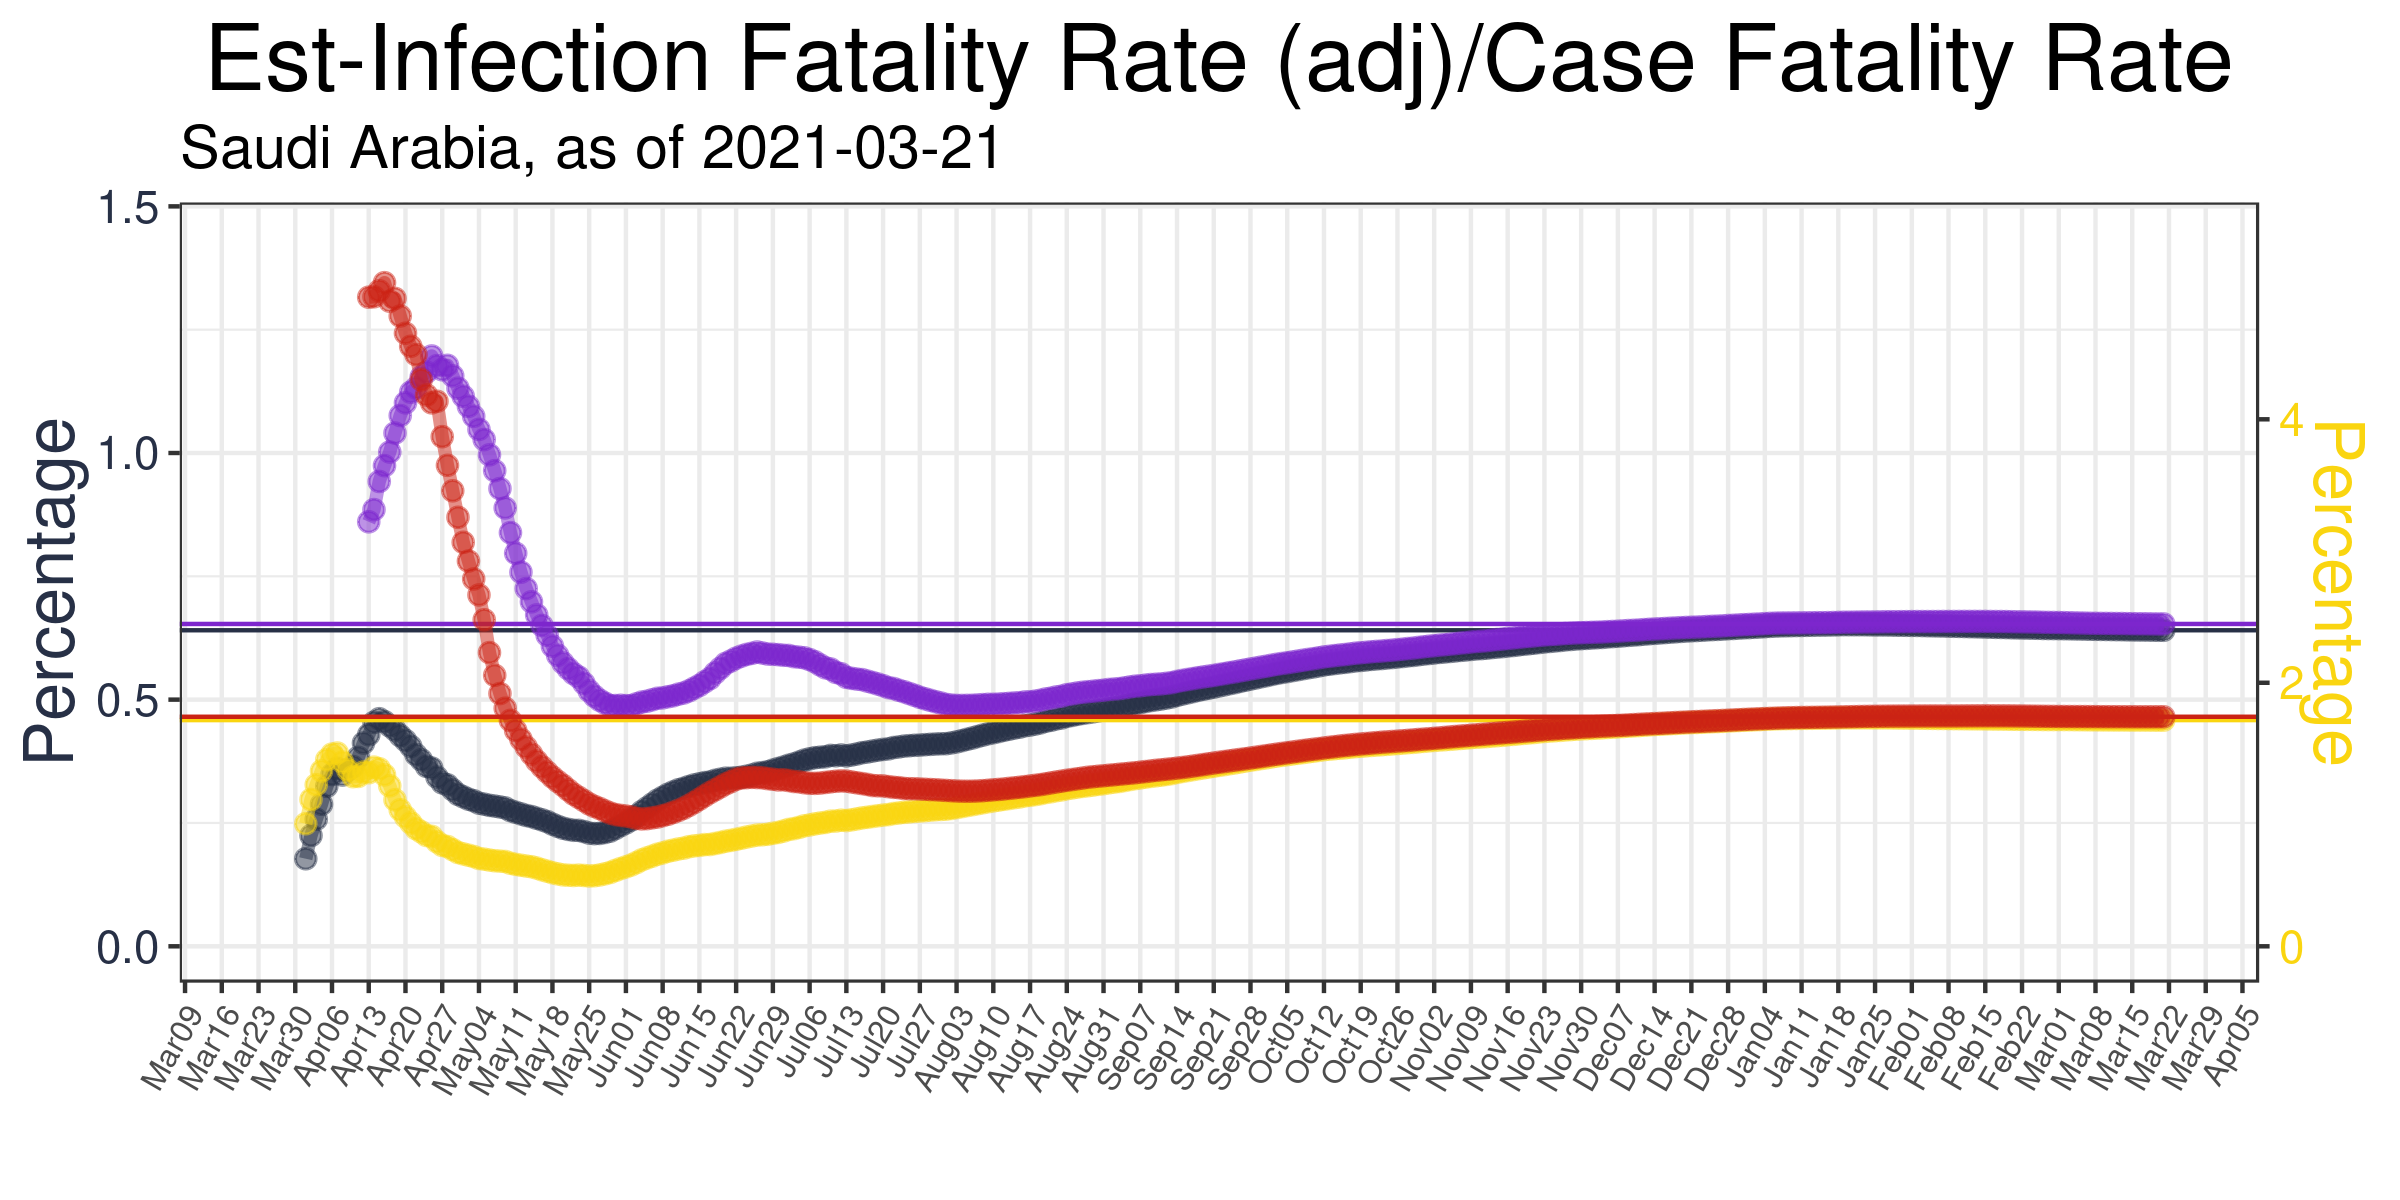 Est-Infection Fatality Rate (adj)/Case Fatality Rate
Saudi Arabia, as of 2021-03-21
Percentage
1.5
1.0
0.5
0.0
4
2
0
Percentage
Mar09
Mar16
Mar23
Mar30
Apr06
Apr13
Apr20
Apr27
May04
May11
May18
May25
Jun01
Jun08
Jun15
Jun22
Jun29
Jul06
Jul13
Jul20
Jul27
Aug03
Aug10
Aug17
Aug24
Aug31
Sep07
Sep14
Sep21
Sep28
Oct05
Oct12
Oct19
Oct26
Nov02
Nov09
Nov16
Nov23
Nov30
Dec07
Dec14
Dec21
Dec28
Jan04
Jan11
Jan18
Jan25
Feb01
Feb08
Feb15
Feb22
Mar01
Mar08
Mar15
Mar22
Mar29
Apr05